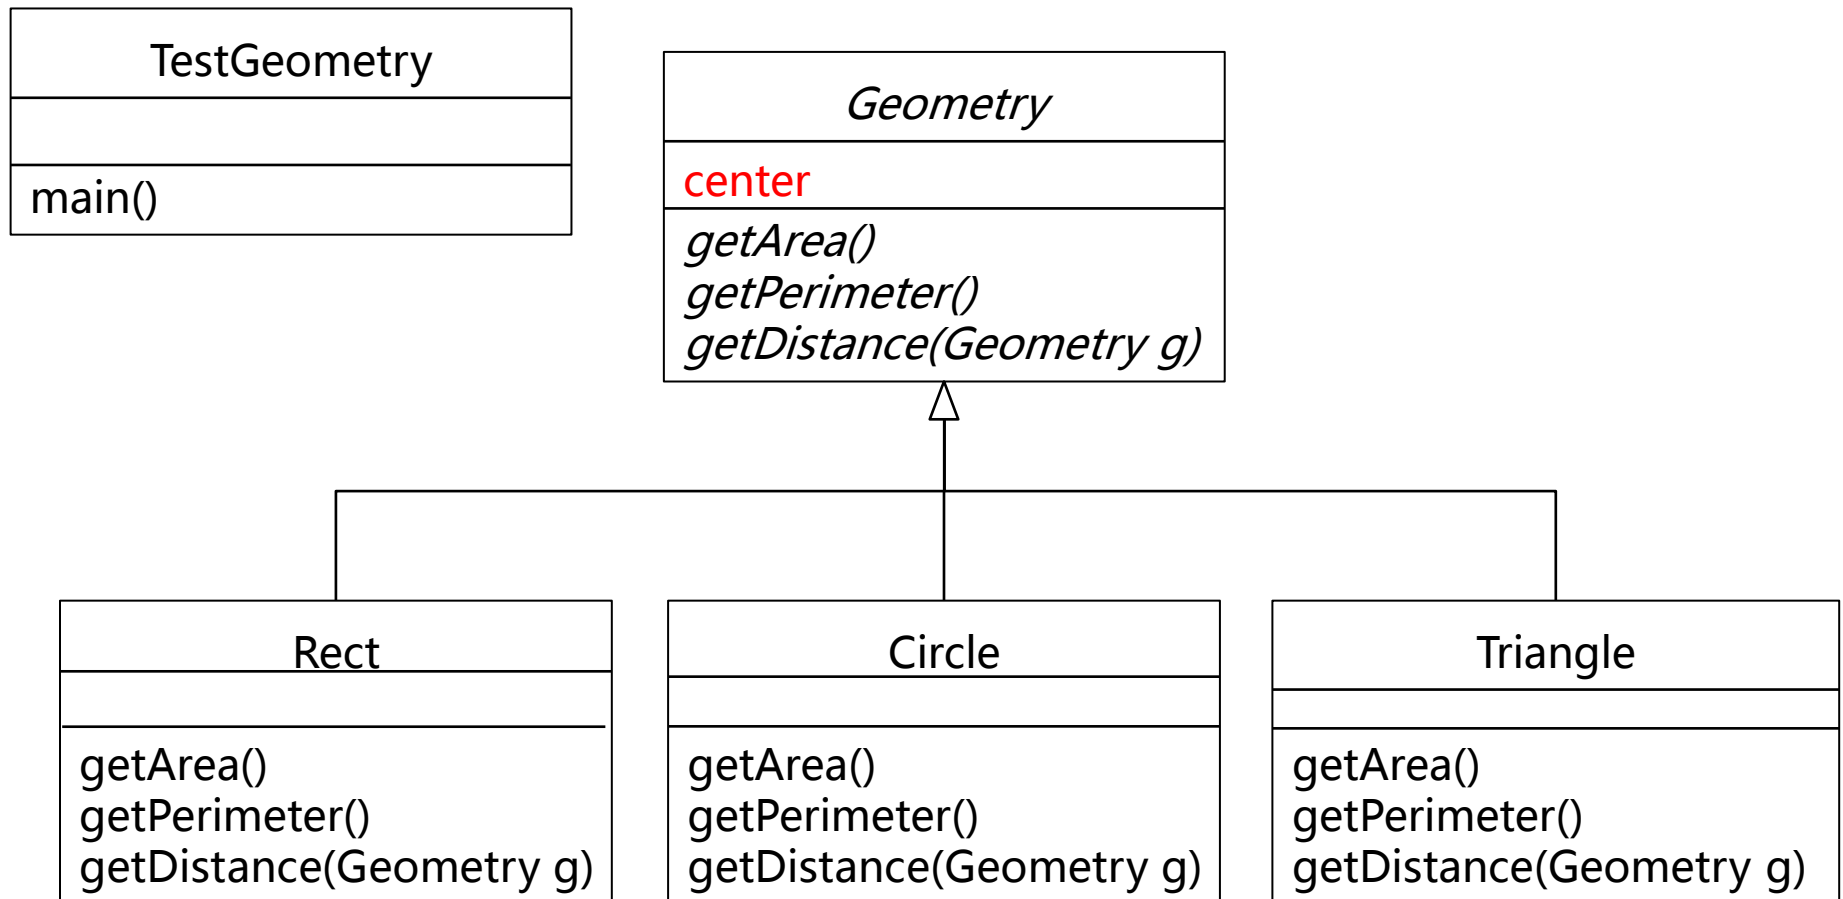 TestGeometry
main()
Geometry
center
getArea()
getPerimeter()
getDistance(Geometry g)
Rect
getArea()
getPerimeter()
getDistance(Geometry g)
Circle
getArea()
getPerimeter()
getDistance(Geometry g)
Triangle
getArea()
getPerimeter()
getDistance(Geometry g)